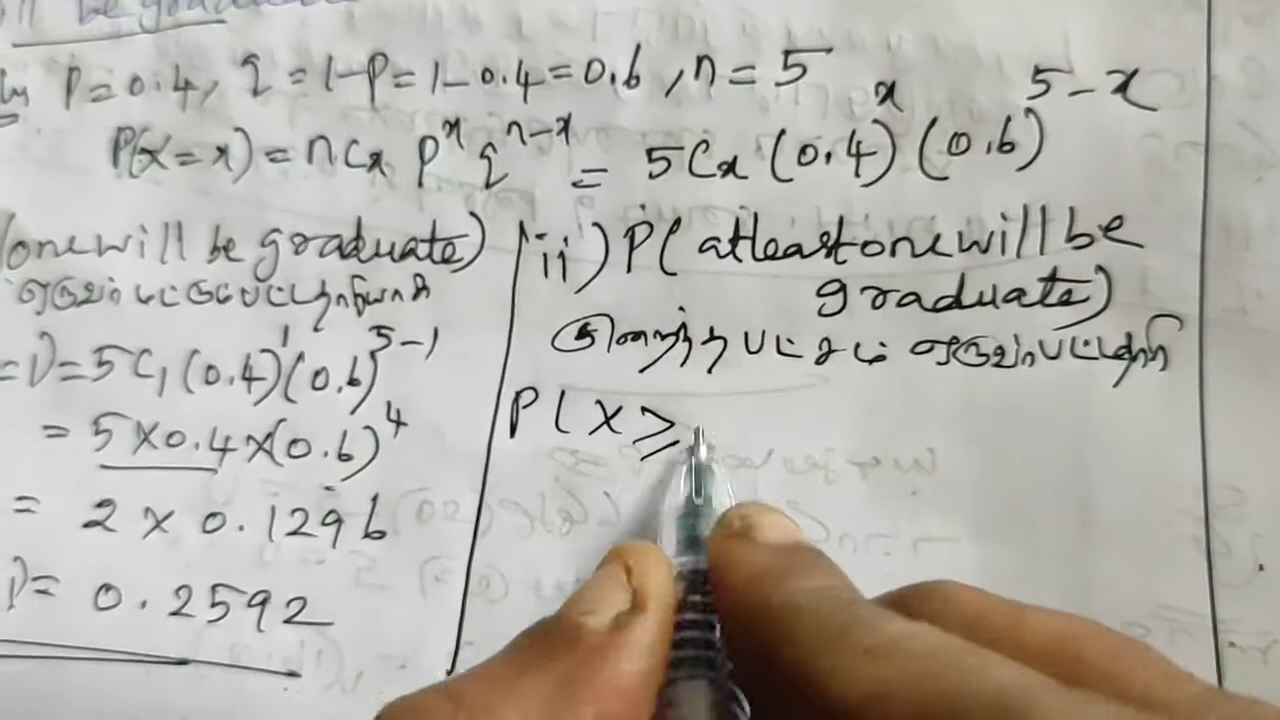 be graduate
P=0.4, q=1-P=1-0.4=0.6, n=5
P(X=x)=nCx p^x q^n-x = 5Cx (0.4)^x (0.6)^5-x
one will be graduate)
=1)=5C1 (0.4)^1 (0.6)^5-1
= 5×0.4×(0.6)^4
= 2 × 0.1296
1)= 0.2592
ii) P( atleast one will be
graduate)
P(X≥